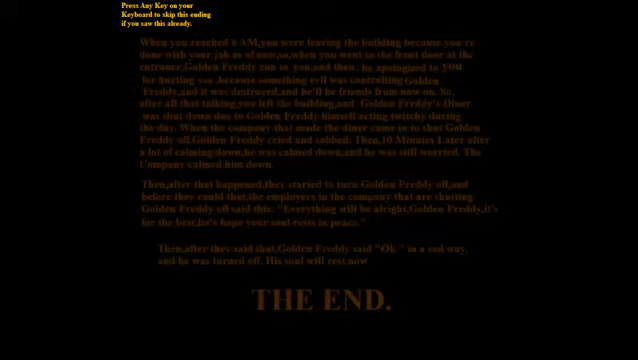 Press Any Key on your
Keyboard to skip this ending
if you saw this already.
When you reached 6 AM,you were leaving the building because you're
done with your job as of now,so,when you went to the front door at the
entrance,Golden Freddy ran to you,and then, he apologized to you
for hurting you ,because something evil was controlling Golden
Freddy,and it was destroyed, and he'll be friends from now on. So,
after all that talking,you left the building,and Golden Freddy's Diner
was shut down due to Golden Freddy himself acting twitchy during
the day. When the company that made the diner came in to shut Golden
Freddy off,Golden Freddy cried and sobbed. Then,10 Minutes Later after
a lot of calming down,he was calmed down,and he was still worried. The
Company calmed him down.
Then,after that happened,they started to turn Golden Freddy off,and
before they could that,the employees in the company that are shutting
Golden Freddy off said this: "Everything will be alright,Golden Freddy,it's
for the best,let's hope your soul rests in peace."
Then,after they said that,Golden Freddy said "Ok." in a sad way,
and he was turned off. His soul will rest now
THE END.